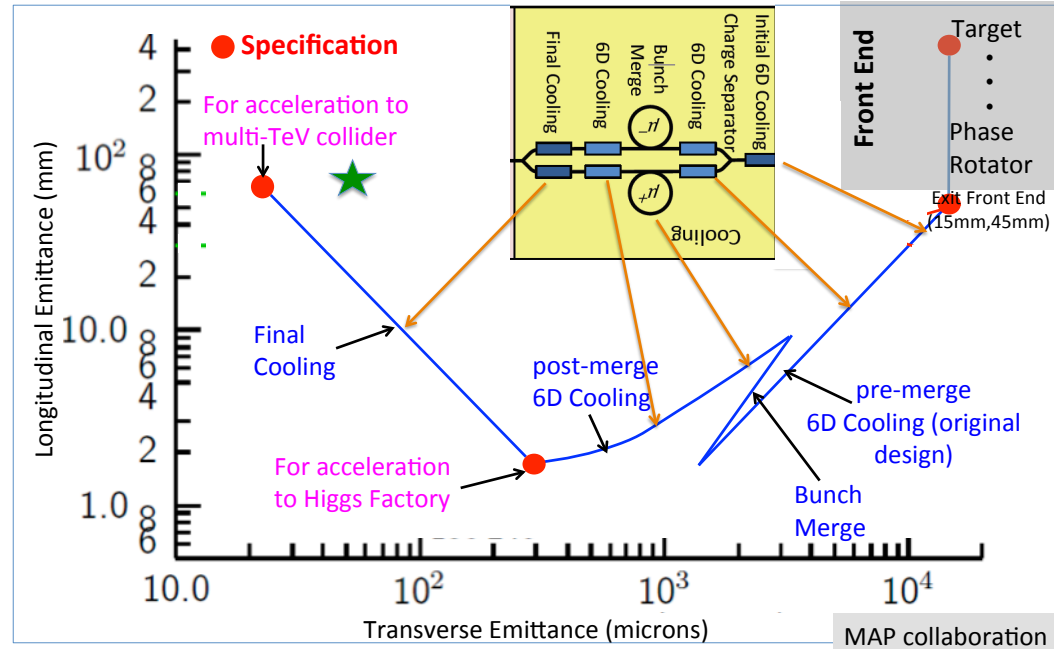 Specification
For acceleration to
multi-TeV collider
Final Cooling
6D Cooling
Bunch
Merge
6D Cooling
Charge Separator
Initial 6D Cooling
μ−
μ+
Cooling
Front End
Target
Phase
Rotator
Exit Front End
(15mm,45mm)
Longitudinal Emittance (mm)
4
2
10²
8
6
4
2
10.0
8
6
4
2
1.0
8
6
Final
Cooling
post-merge
6D Cooling
pre-merge
6D Cooling (original
design)
For acceleration
to Higgs Factory
Bunch
Merge
10.0
10²
10³
10⁴
Transverse Emittance (microns)
MAP collaboration